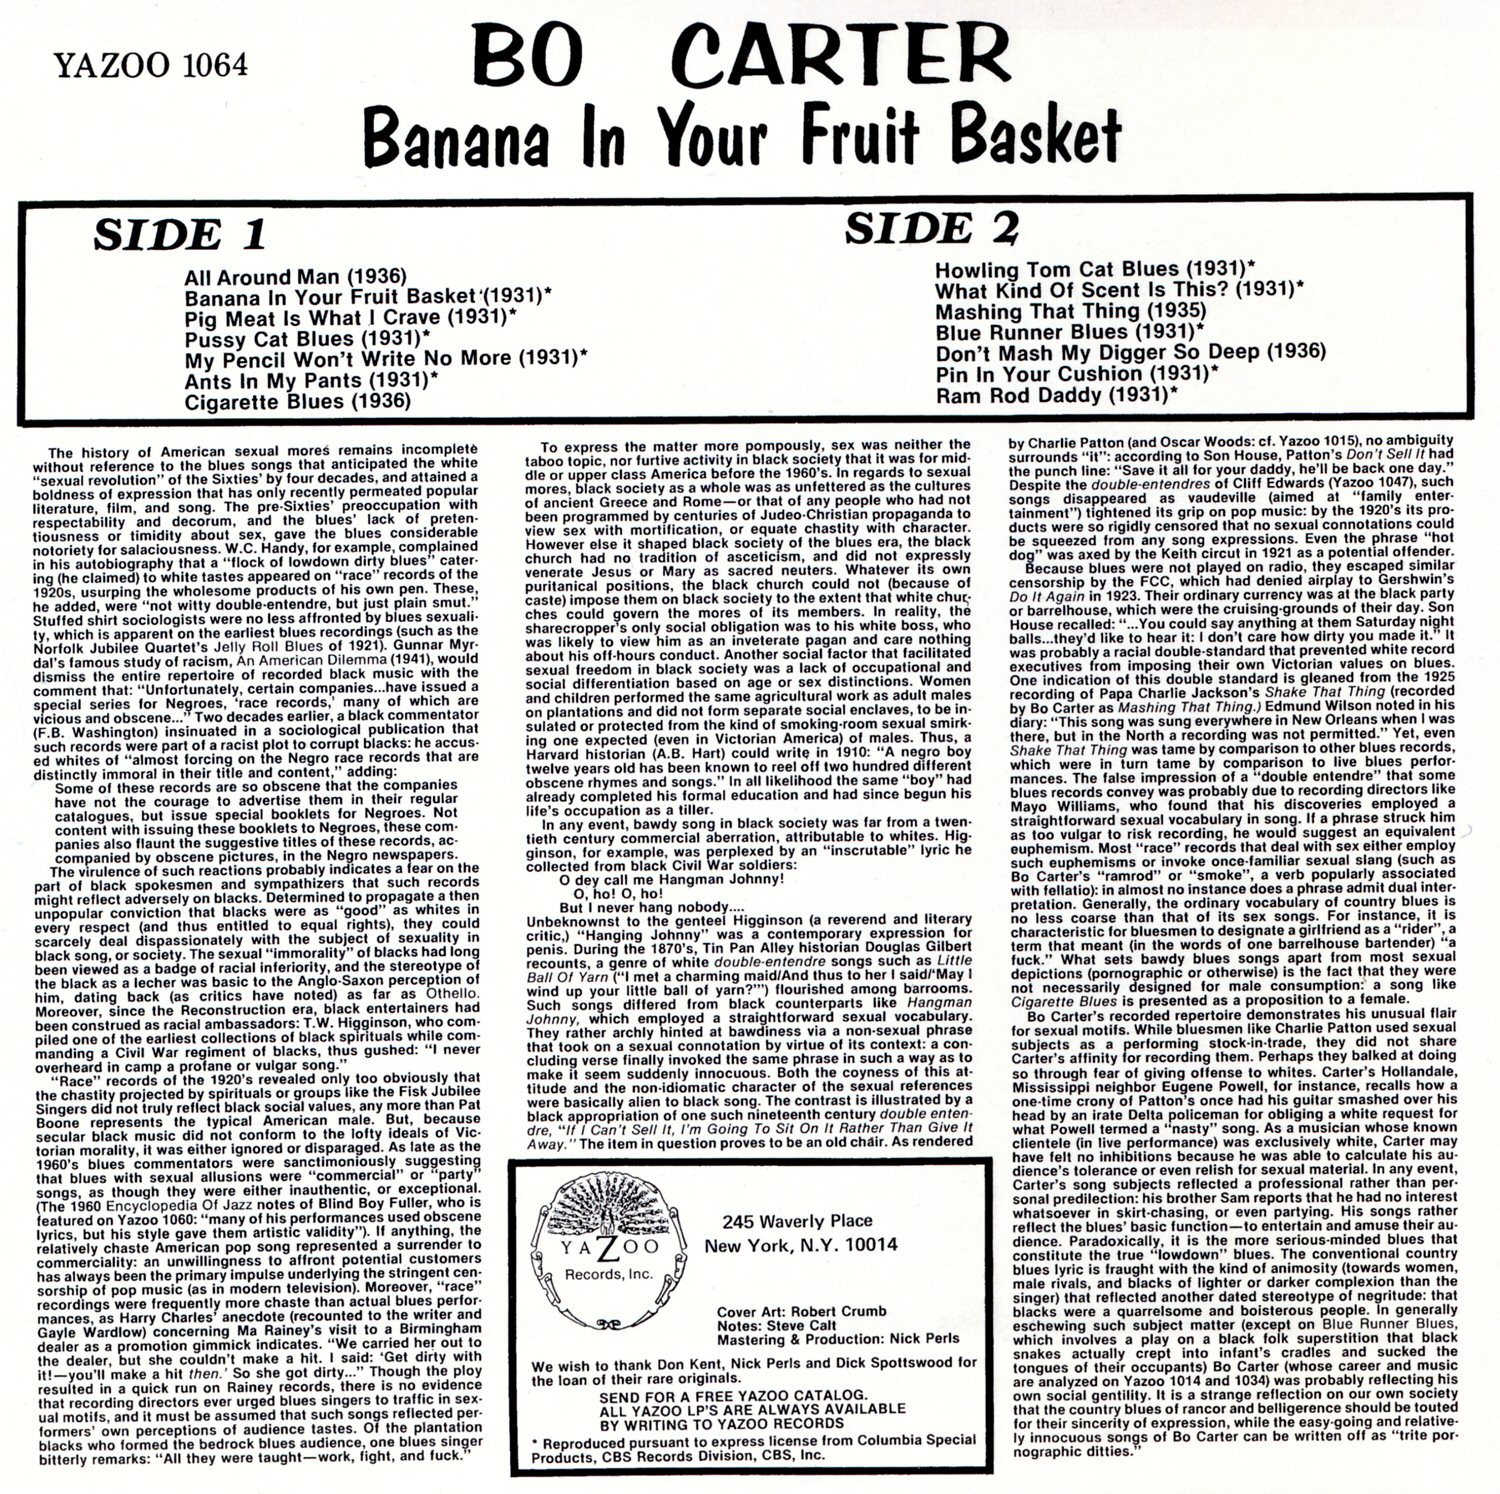 YAZOO 1064
BO CARTER
Banana In Your Fruit Basket
SIDE 1
All Around Man (1936)
Banana In Your Fruit Basket (1931)*
Pig Meat Is What I Crave (1931)*
Pussy Cat Blues (1931)*
My Pencil Won't Write No More (1931)*
Ants In My Pants (1931)*
Cigarette Blues (1936)
SIDE 2
Howling Tom Cat Blues (1931)*
What Kind Of Scent Is This? (1931)*
Mashing That Thing (1935)
Blue Runner Blues (1931)*
Don't Mash My Digger So Deep (1936)
Pin In Your Cushion (1931)*
Ram Rod Daddy (1931)*
The history of American sexual mores remains incomplete
without reference to the blues songs that anticipated the white
"sexual revolution" of the Sixties' by four decades, and attained a
boldness of expression that has only recently permeated popular
literature, film, and song. The pre-Sixties' preoccupation with
respectability and decorum, and the blues' lack of preten-
tiousness or timidity about sex, gave the blues considerable
notoriety for salaciousness. W.C. Handy, for example, complained
in his autobiography that a "flock of lowdown dirty blues" cater-
ing (he claimed) to white tastes appeared on "race" records of the
1920s, usurping the wholesome products of his own pen. These,
he added, were "not witty double-entendre, but just plain smut."
Stuffed shirt sociologists were no less affronted by blues sexuali-
ty, which is apparent on the earliest blues recordings (such as the
Norfolk Jubilee Quartet's Jelly Roll Blues of 1921). Gunnar Myr-
dal's famous study of racism, An American Dilemma (1941), would
dismiss the entire repertoire of recorded black music with the
comment that: "Unfortunately, certain companies...have issued a
special series for Negroes, 'race records,' many of which are
vicious and obscene..." Two decades earlier, a black commentator
(F.B. Washington) insinuated in a sociological publication that
such records were part of a racist plot to corrupt blacks: he accus-
ed whites of "almost forcing on the Negro race records that are
distinctly immoral in their title and content," adding:
Some of these records are so obscene that the companies
have not the courage to advertise them in their regular
catalogues, but issue special booklets for Negroes. Not
content with issuing these booklets to Negroes, these com-
panies also flaunt the suggestive titles of these records, ac-
companied by obscene pictures, in the Negro newspapers.
The virulence of such reactions probably indicates a fear on the
part of black spokesmen and sympathizers that such records
might reflect adversely on blacks. Determined to propagate a then
unpopular conviction that blacks were as "good" as whites in
every respect (and thus entitled to equal rights), they could
scarcely deal dispassionately with the subject of sexuality in
black song, or society. The sexual "immorality" of blacks had long
been viewed as a badge of racial inferiority, and the stereotype of
the black as a lecher was basic to the Anglo-Saxon perception of
him, dating back (as critics have noted) as far as Othello.
Moreover, since the Reconstruction era, black entertainers had
been construed as racial ambassadors: T.W. Higginson, who com-
piled one of the earliest collections of black spirituals while com-
manding a Civil War regiment of blacks, thus gushed: "I never
overheard in camp a profane or vulgar song."
"Race" records of the 1920's revealed only too obviously that
the chastity projected by spirituals or groups like the Fisk Jubilee
Singers did not truly reflect black social values, any more than Pat
Boone represents the typical American male. But, because
secular black music did not conform to the lofty ideals of Vic-
torian morality, it was either ignored or disparaged. As late as the
1960's blues commentators were sanctimoniously suggesting
that blues with sexual allusions were "commercial" or "party"
songs, as though they were either inauthentic, or exceptional.
(The 1960 Encyclopedia Of Jazz notes of Blind Boy Fuller, who is
featured on Yazoo 1060: "many of his performances used obscene
lyrics, but his style gave them artistic validity"). If anything, the
relatively chaste American pop song represented a surrender to
commerciality: an unwillingness to affront potential customers
has always been the primary impulse underlying the stringent cen-
sorship of pop music (as in modern television). Moreover, "race"
recordings were frequently more chaste than actual blues perfor-
mances, as Harry Charles' anecdote (recounted to the writer and
Gayle Wardlow) concerning Ma Rainey's visit to a Birmingham
dealer as a promotion gimmick indicates. "We carried her out to
the dealer, but she couldn't make a hit. I said: 'Get dirty with
it!—you'll make a hit then.' So she got dirty..." Though the ploy
resulted in a quick run on Rainey records, there is no evidence
that recording directors ever urged blues singers to traffic in sex-
ual motifs, and it must be assumed that such songs reflected per-
formers' own perceptions of audience tastes. Of the plantation
blacks who formed the bedrock blues audience, one blues singer
bitterly remarks: "All they were taught—work, fight, and fuck."
To express the matter more pompously, sex was neither the
taboo topic, nor furtive activity in black society that it was for mid-
dle or upper class America before the 1960's. In regards to sexual
mores, black society as a whole was as unfettered as the cultures
of ancient Greece and Rome—or that of any people who had not
been programmed by centuries of Judeo-Christian propaganda to
view sex with mortification, or equate chastity with character.
However else it shaped black society of the blues era, the black
church had no tradition of asceticism, and did not expressly
venerate Jesus or Mary as sacred neuters. Whatever its own
puritanical positions, the black church could not (because of
caste) impose them on black society to the extent that white chur-
ches could govern the mores of its members. In reality, the
sharecropper's only social obligation was to his white boss, who
was likely to view him as an inveterate pagan and care nothing
about his off-hours conduct. Another social factor that facilitated
sexual freedom in black society was a lack of occupational and
social differentiation based on age or sex distinctions. Women
and children performed the same agricultural work as adult males
on plantations and did not form separate social enclaves, to be in-
sulated or protected from the kind of smoking-room sexual smirk-
ing one expected (even in Victorian America) of males. Thus, a
Harvard historian (A.B. Hart) could write in 1910: "A negro boy
twelve years old has been known to reel off two hundred different
obscene rhymes and songs." In all likelihood the same "boy" had
already completed his formal education and had since begun his
life's occupation as a tiller.
In any event, bawdy song in black society was far from a twen-
tieth century commercial aberration, attributable to whites. Hig-
ginson, for example, was perplexed by an "inscrutable" lyric he
collected from black Civil War soldiers:
O dey call me Hangman Johnny!
O, ho! O, ho!
But I never hang nobody....
Unbeknownst to the genteel Higginson (a reverend and literary
critic,) "Hanging Johnny" was a contemporary expression for
penis. During the 1870's, Tin Pan Alley historian Douglas Gilbert
recounts, a genre of white double-entendre songs such as Little
Ball Of Yarn ("I met a charming maid/And thus to her I said/'May I
wind up your little ball of yarn?'") flourished among barrooms.
Such songs differed from black counterparts like Hangman
Johnny, which employed a straightforward sexual vocabulary.
They rather archly hinted at bawdiness via a non-sexual phrase
that took on a sexual connotation by virtue of its context: a con-
cluding verse finally invoked the same phrase in such a way as to
make it seem suddenly innocuous. Both the coyness of this at-
titude and the non-idiomatic character of the sexual references
were basically alien to black song. The contrast is illustrated by a
black appropriation of one such nineteenth century double enten-
dre, "If I Can't Sell It, I'm Going To Sit On It Rather Than Give It
Away." The item in question proves to be an old chair. As rendered
by Charlie Patton (and Oscar Woods: cf. Yazoo 1015), no ambiguity
surrounds "it": according to Son House, Patton's Don't Sell It had
the punch line: "Save it all for your daddy, he'll be back one day."
Despite the double-entendres of Cliff Edwards (Yazoo 1047), such
songs disappeared as vaudeville (aimed at "family enter-
tainment") tightened its grip on pop music: by the 1920's its pro-
ducts were so rigidly censored that no sexual connotations could
be squeezed from any song expressions. Even the phrase "hot
dog" was axed by the Keith circut in 1921 as a potential offender.
Because blues were not played on radio, they escaped similar
censorship by the FCC, which had denied airplay to Gershwin's
Do It Again in 1923. Their ordinary currency was at the black party
or barrelhouse, which were the cruising-grounds of their day. Son
House recalled: "...You could say anything at them Saturday night
balls...they'd like to hear it: I don't care how dirty you made it." It
was probably a racial double-standard that prevented white record
executives from imposing their own Victorian values on blues.
One indication of this double standard is gleaned from the 1925
recording of Papa Charlie Jackson's Shake That Thing (recorded
by Bo Carter as Mashing That Thing.) Edmund Wilson noted in his
diary: "This song was sung everywhere in New Orleans when I was
there, but in the North a recording was not permitted." Yet, even
Shake That Thing was tame by comparison to other blues records,
which were in turn tame by comparison to live blues perfor-
mances. The false impression of a "double entendre" that some
blues records convey was probably due to recording directors like
Mayo Williams, who found that his discoveries employed a
straightforward sexual vocabulary in song. If a phrase struck him
as too vulgar to risk recording, he would suggest an equivalent
euphemism. Most "race" records that deal with sex either employ
such euphemisms or invoke once-familiar sexual slang (such as
Bo Carter's "ramrod" or "smoke", a verb popularly associated
with fellatio): in almost no instance does a phrase admit dual inter-
pretation. Generally, the ordinary vocabulary of country blues is
no less coarse than that of its sex songs. For instance, it is
characteristic for bluesmen to designate a girlfriend as a "rider", a
term that meant (in the words of one barrelhouse bartender) "a
fuck." What sets bawdy blues songs apart from most sexual
depictions (pornographic or otherwise) is the fact that they were
not necessarily designed for male consumption: a song like
Cigarette Blues is presented as a proposition to a female.
Bo Carter's recorded repertoire demonstrates his unusual flair
for sexual motifs. While bluesmen like Charlie Patton used sexual
subjects as a performing stock-in-trade, they did not share
Carter's affinity for recording them. Perhaps they balked at doing
so through fear of giving offense to whites. Carter's Hollandale,
Mississippi neighbor Eugene Powell, for instance, recalls how a
one-time crony of Patton's once had his guitar smashed over his
head by an irate Delta policeman for obliging a white request for
what Powell termed a "nasty" song. As a musician whose known
clientele (in live performance) was exclusively white, Carter may
have felt no inhibitions because he was able to calculate his au-
dience's tolerance or even relish for sexual material. In any event,
Carter's song subjects reflected a professional rather than per-
sonal predilection: his brother Sam reports that he had no interest
whatsoever in skirt-chasing, or even partying. His songs rather
reflect the blues' basic function—to entertain and amuse their au-
dience. Paradoxically, it is the more serious-minded blues that
constitute the true "lowdown" blues. The conventional country
blues lyric is fraught with the kind of animosity (towards women,
male rivals, and blacks of lighter or darker complexion than the
singer) that reflected another dated stereotype of negritude: that
blacks were a quarrelsome and boisterous people. In generally
eschewing such subject matter (except on Blue Runner Blues,
which involves a play on a black folk superstition that black
snakes actually crept into infant's cradles and sucked the
tongues of their occupants) Bo Carter (whose career and music
are analyzed on Yazoo 1014 and 1034) was probably reflecting his
own social gentility. It is a strange reflection on our own society
that the country blues of rancor and belligerence should be touted
for their sincerity of expression, while the easy-going and relative-
ly innocuous songs of Bo Carter can be written off as "trite por-
nographic ditties."
YAZOO
Records, Inc.
245 Waverly Place
New York, N.Y. 10014
Cover Art: Robert Crumb
Notes: Steve Calt
Mastering & Production: Nick Perls
We wish to thank Don Kent, Nick Perls and Dick Spottswood for
the loan of their rare originals.
SEND FOR A FREE YAZOO CATALOG.
ALL YAZOO LP'S ARE ALWAYS AVAILABLE
BY WRITING TO YAZOO RECORDS
* Reproduced pursuant to express license from Columbia Special
Products, CBS Records Division, CBS, Inc.